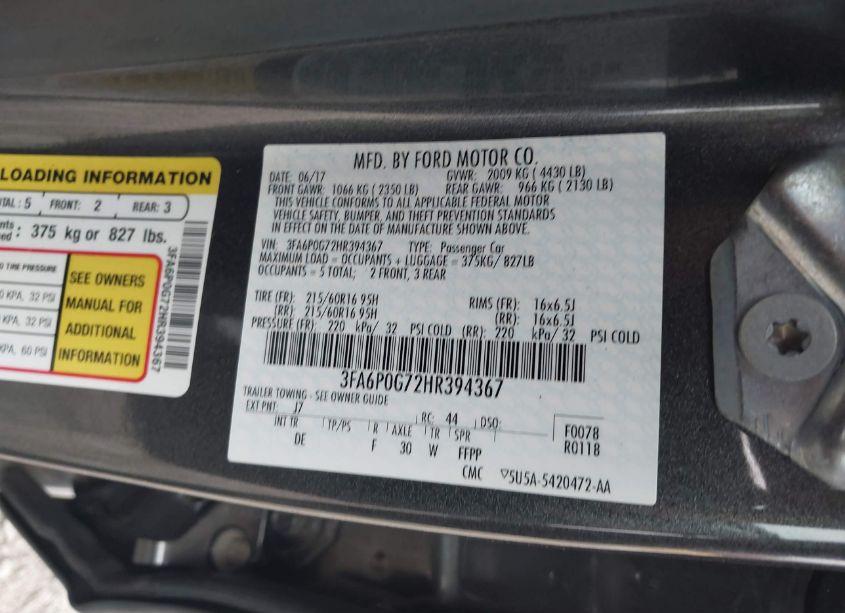 LOADING INFORMATION
TAL: 5 FRONT: 2 REAR: 3
375 kg or 827 lbs.
TIRE PRESSURE
KPA, 32 PSI
KPA, 32 PSI
KPA, 60 PSI
SEE OWNERS
MANUAL FOR
ADDITIONAL
INFORMATION
3FA6P0G72HR394367
MFD. BY FORD MOTOR CO.
DATE: 06/17 GVWR: 2009 KG ( 4430 LB)
FRONT GAWR: 1066 KG ( 2350 LB) REAR GAWR: 966 KG ( 2130 LB)
THIS VEHICLE CONFORMS TO ALL APPLICABLE FEDERAL MOTOR
VEHICLE SAFETY, BUMPER, AND THEFT PREVENTION STANDARDS
IN EFFECT ON THE DATE OF MANUFACTURE SHOWN ABOVE.
VIN: 3FA6P0G72HR394367 TYPE: Passenger Car
MAXIMUM LOAD = OCCUPANTS + LUGGAGE = 375KG/ 827LB
OCCUPANTS = 5 TOTAL; 2 FRONT, 3 REAR
TIRE (FR): 215/60R16 95H RIMS (FR): 16x6.5J
(RR): 215/60R16 95H (RR): 16x6.5J
PRESSURE (FR): 220 kPa/ 32 PSI COLD (RR): 220 kPa/ 32 PSI COLD
3FA6P0G72HR394367
TRAILER TOWING - SEE OWNER GUIDE
EXT PNT: J7 RC: 44 DSO:
INT TR TP/PS R AXLE TR SPR
DE F 30 W FFPP
F0078
R0118
CMC ▽5U5A-5420472-AA